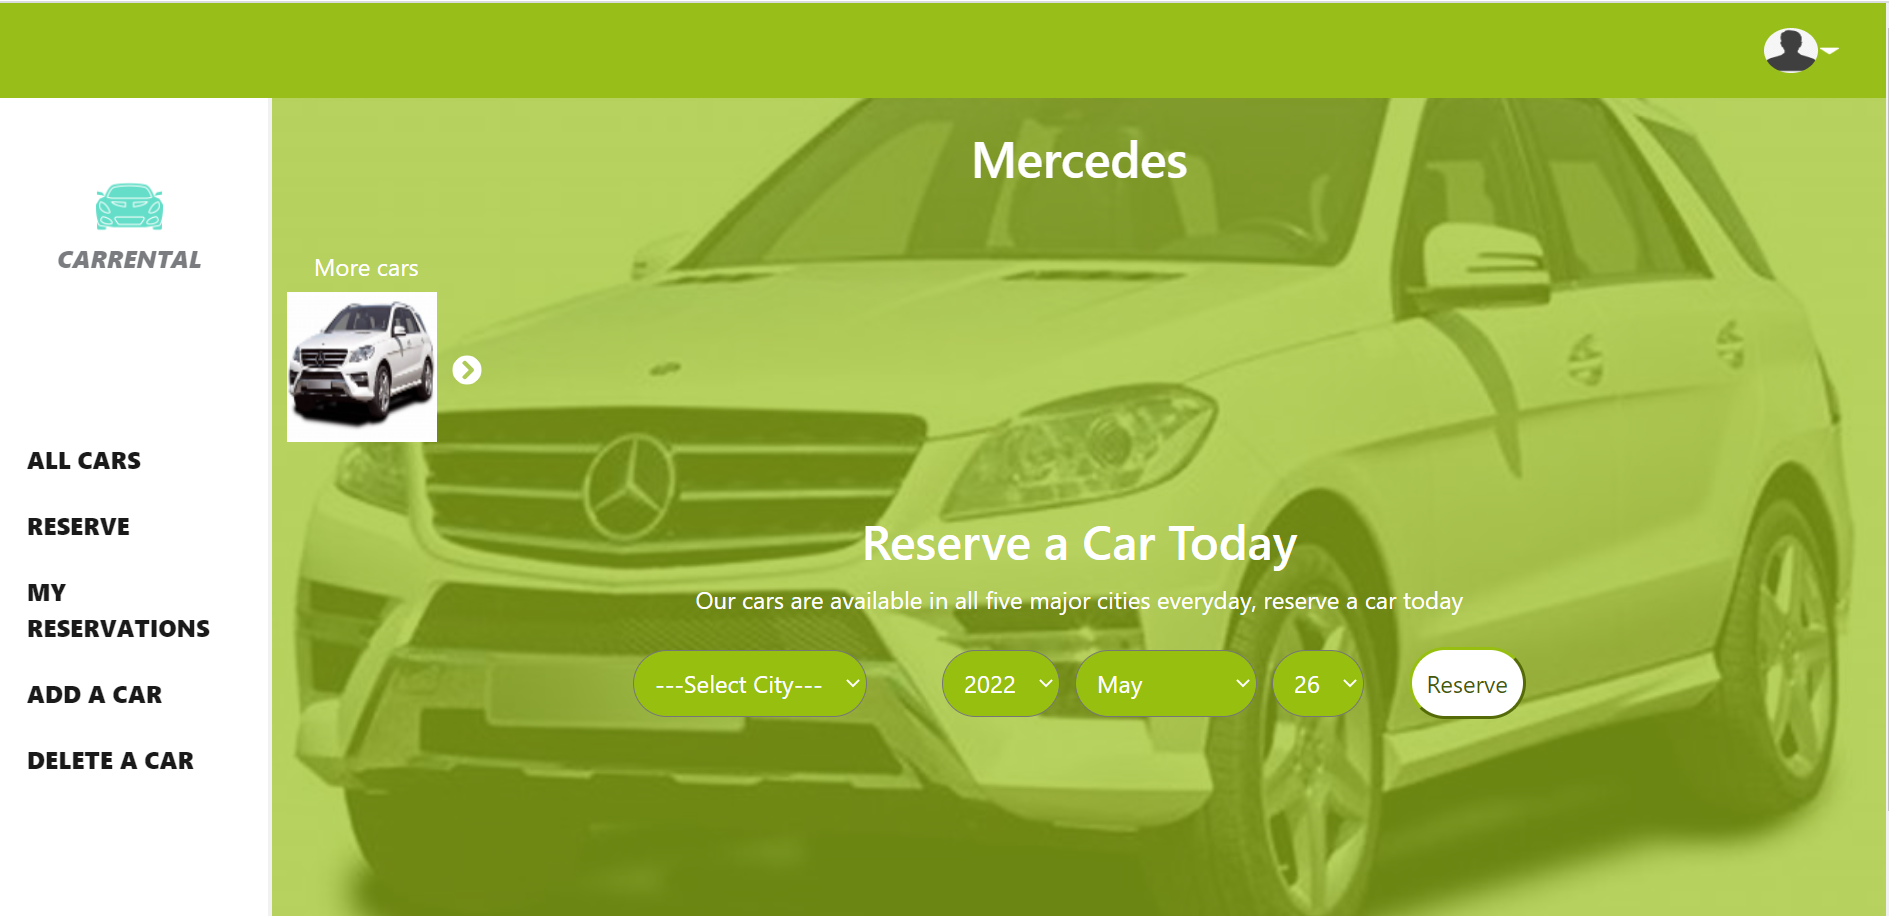 CARRENTAL
ALL CARS
RESERVE
MY
RESERVATIONS
ADD A CAR
DELETE A CAR
Mercedes
More cars
Reserve a Car Today
Our cars are available in all five major cities everyday, reserve a car today
---Select City--- 2022 May 26 Reserve